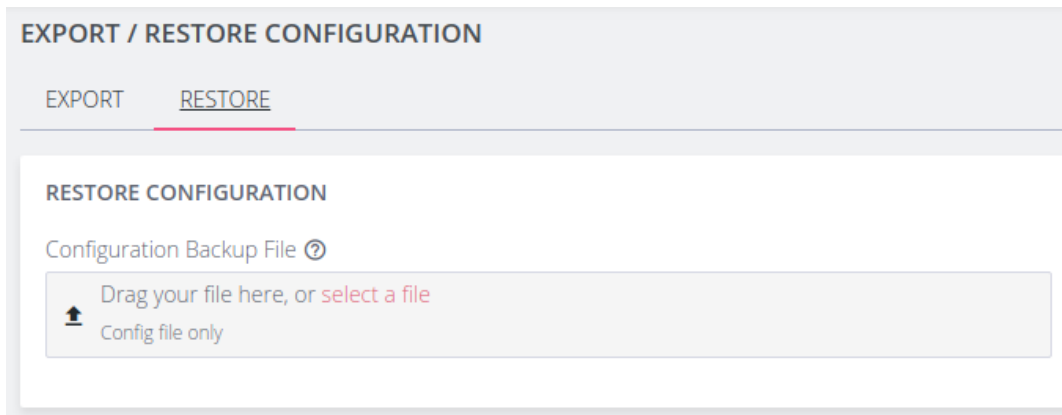 EXPORT / RESTORE CONFIGURATION
EXPORT RESTORE
RESTORE CONFIGURATION
Configuration Backup File
Drag your file here, or select a file
Config file only